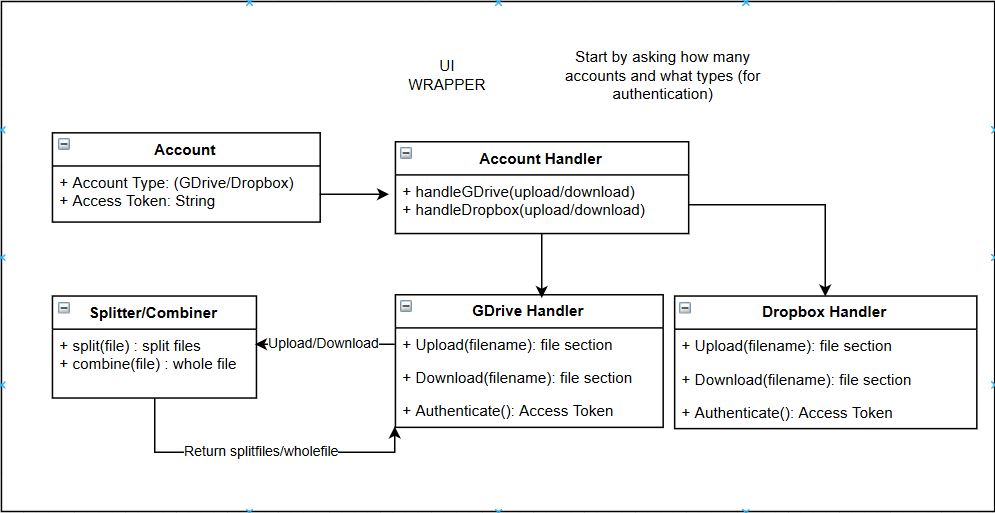 UI
WRAPPER
Start by asking how many
accounts and what types (for
authentication)
Account
+ Account Type: (GDrive/Dropbox)
+ Access Token: String
Account Handler
+ handleGDrive(upload/download)
+ handleDropbox(upload/download)
Splitter/Combiner
+ split(file) : split files
+ combine(file) : whole file
Upload/Download
GDrive Handler
+ Upload(filename): file section
+ Download(filename): file section
+ Authenticate(): Access Token
Dropbox Handler
+ Upload(filename): file section
+ Download(filename): file section
+ Authenticate(): Access Token
Return splitfiles/wholefile